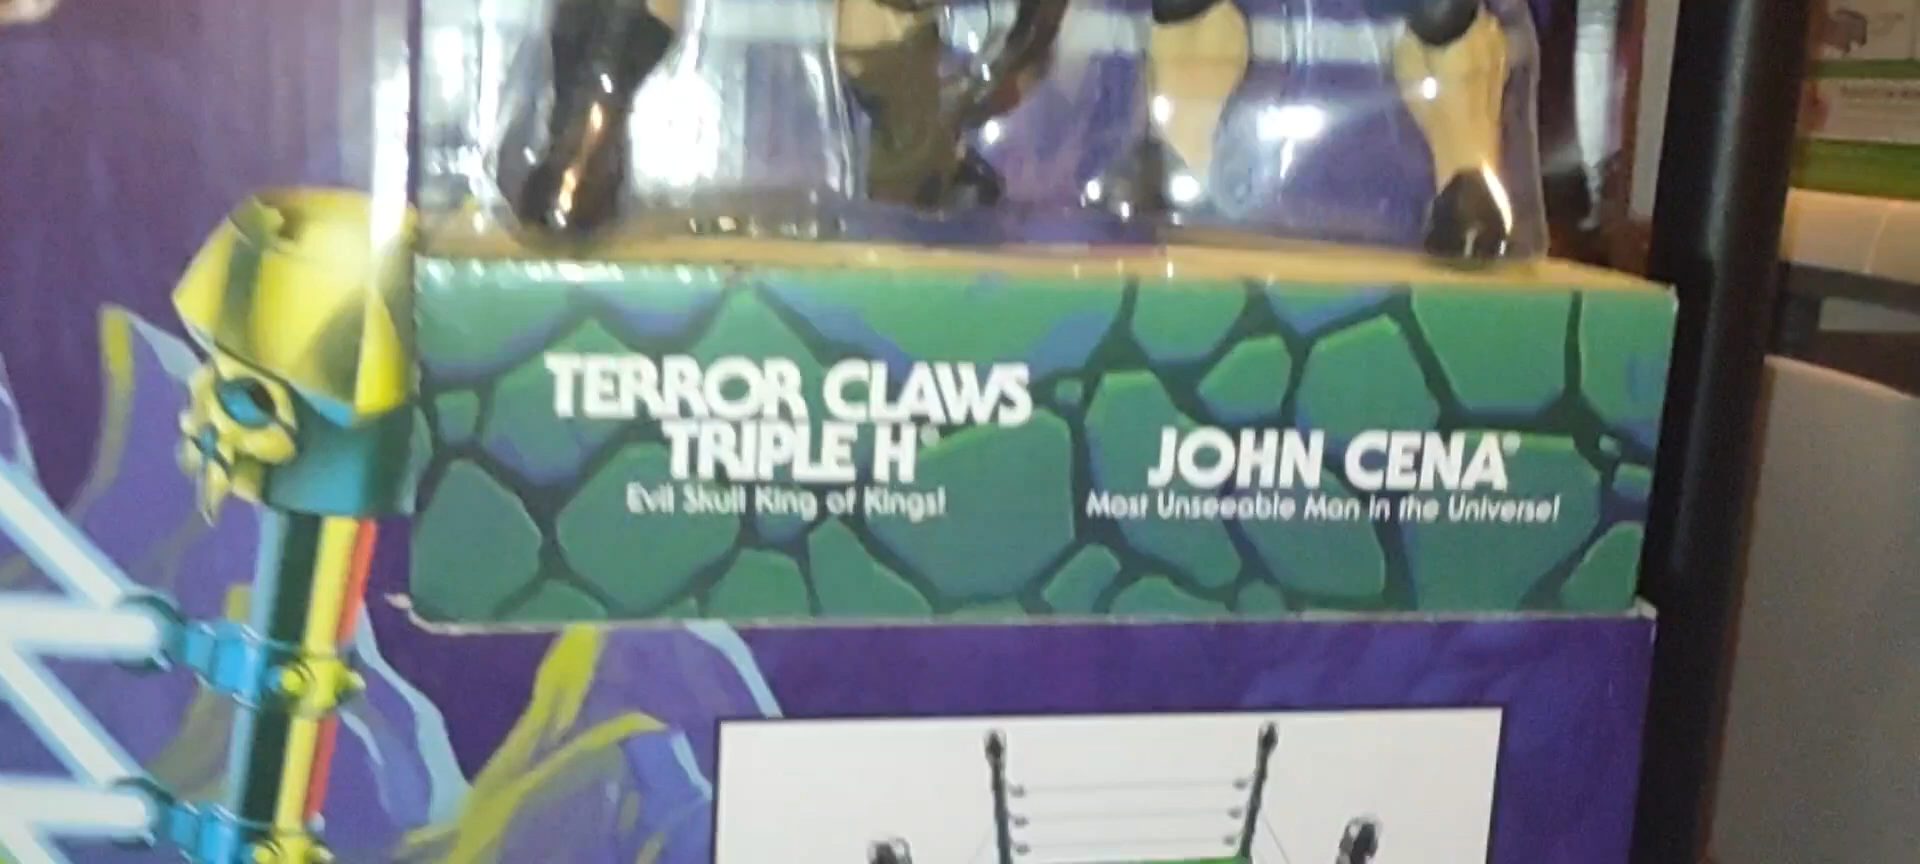 TERROR CLAWS
TRIPLE H®
Evil Skull King of Kings!
JOHN CENA®
Most Unseeable Man in the Universe!